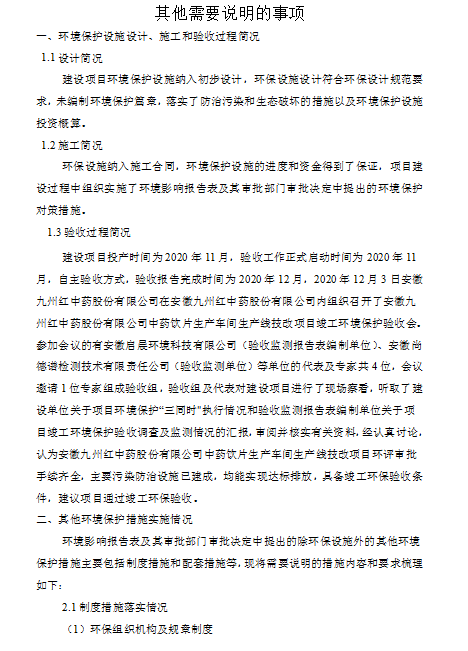 其他需要说明的事项
一、环境保护设施设计、施工和验收过程简况
1.1 设计简况
建设项目环境保护设施纳入初步设计，环保设施设计符合环保设计规范要
求，未编制环境保护篇章，落实了防治污染和生态破坏的措施以及环境保护设施
投资概算。
1.2 施工简况
环保设施纳入施工合同，环境保护设施的进度和资金得到了保证，项目建
设过程中组织实施了环境影响报告表及其审批部门审批决定中提出的环境保护
对策措施。
1.3 验收过程简况
建设项目投产时间为 2020 年 11 月，验收工作正式启动时间为 2020 年 11
月，自主验收方式，验收报告完成时间为 2020 年 12 月，2020 年 12 月 3 日安徽
九州红中药股份有限公司在安徽九州红中药股份有限公司内组织召开了安徽九
州红中药股份有限公司中药饮片生产车间生产线技改项目竣工环境保护验收会。
参加会议的有安徽启晨环境科技有限公司（验收监测报告表编制单位）、安徽尚
德谱检测技术有限责任公司（验收监测单位）等单位的代表及专家共 4 位，会议
邀请 1 位专家组成验收组，验收组及代表对建设项目进行了现场察看，听取了建
设单位关于项目环境保护“三同时”执行情况和验收监测报告表编制单位关于项
目竣工环境保护验收调查及监测情况的汇报，审阅并核实有关资料，经认真讨论，
认为安徽九州红中药股份有限公司中药饮片生产车间生产线技改项目环评审批
手续齐全，主要污染防治设施已建成，均能实现达标排放，具备竣工环保验收条
件，建议项目通过竣工环保验收。
二、其他环境保护措施实施情况
环境影响报告表及其审批部门审批决定中提出的除环保设施外的其他环境
保护措施主要包括制度措施和配套措施等，现将需要说明的措施内容和要求梳理
如下：
2.1 制度措施落实情况
（1）环保组织机构及规章制度